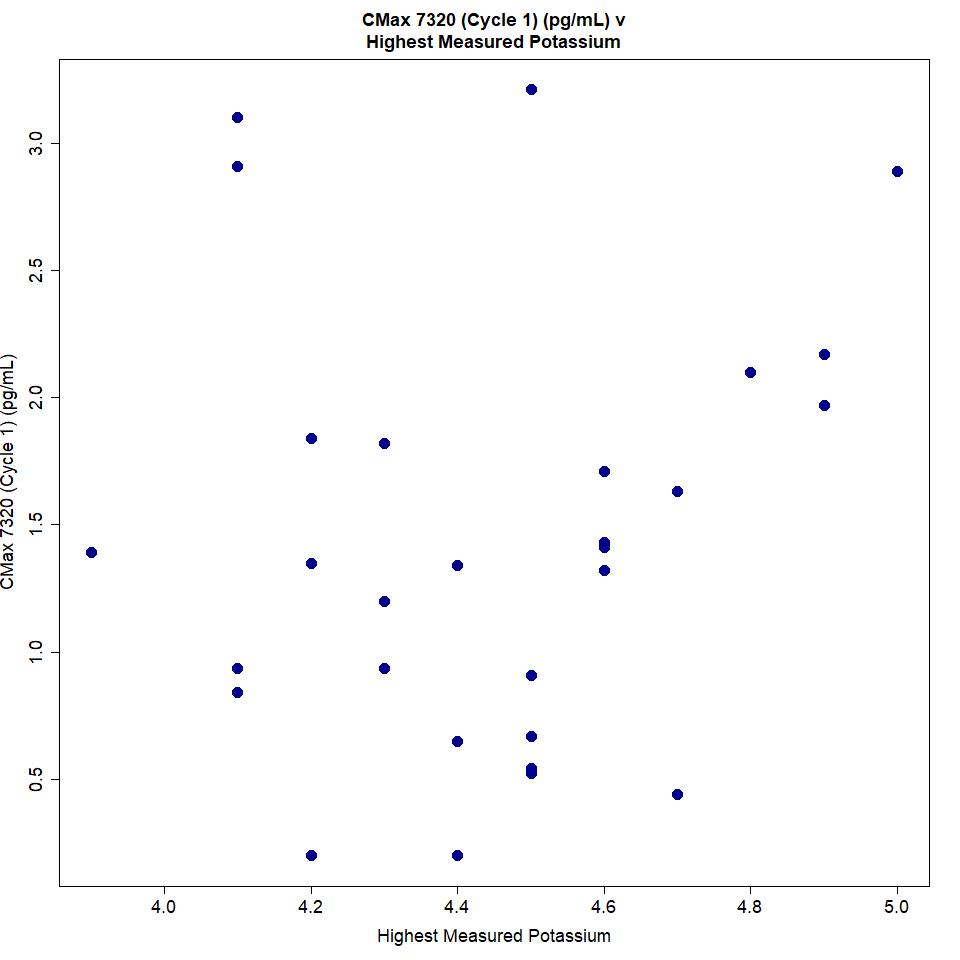 CMax 7320 (Cycle 1) (pg/mL) v
Highest Measured Potassium
CMax 7320 (Cycle 1) (pg/mL)
3.0
2.5
2.0
1.5
1.0
0.5
4.0 4.2 4.4 4.6 4.8 5.0
Highest Measured Potassium